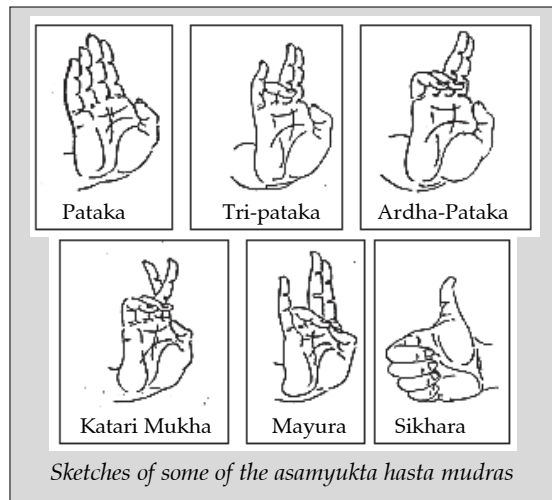 Pataka
Tri-pataka
Ardha-Pataka
Katari Mukha
Mayura
Sikhara
Sketches of some of the asamyukta hasta mudras